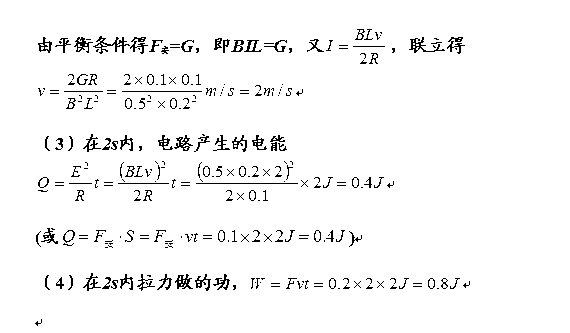 由平衡条件得F安=G，即BIL=G，又 I = BLv / 2R ，联立得
v = 2GR / B²L² = 2×0.1×0.1 / 0.5²×0.2² m/s = 2m/s↵
（3）在2s内，电路产生的电能
Q = E² / R t = (BLv)² / 2R t = (0.5×0.2×2)² / 2×0.1 ×2J = 0.4J↵
(或 Q = F安·S = F安·vt = 0.1×2×2J = 0.4J )↵
（4）在2s内拉力做的功， W = Fvt = 0.2×2×2J = 0.8J ↵
↵